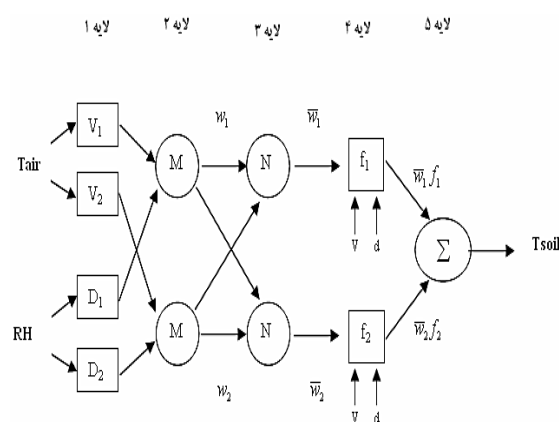 لایه ۱ لایه ۲ لایه ۳ لایه ۴ لایه ۵
w₁ w̅₁
V₁ M N f₁ w̅₁f₁
Tair
V₂ V d
Σ Tsoil
D₁
RH M N f₂ w̅₂f₂
D₂
w₂ w̅₂ V d